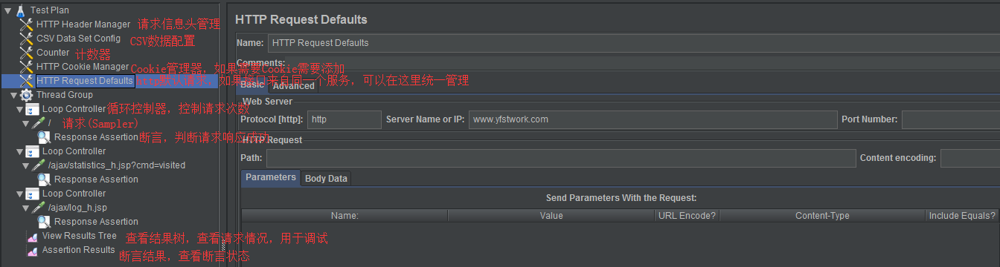 Test Plan
HTTP Header Manager 请求信息头管理
CSV Data Set Config CSV数据配置
Counter 计数器
HTTP Cookie Manager Cookie管理器，如果需要Cookie需要添加
HTTP Request Defaults http默认请求，如果接口来自同一个服务，可以在这里统一管理
Thread Group
Loop Controller 循环控制器，控制请求次数
/ 请求(Sampler)
Response Assertion 断言，判断请求响应成功
Loop Controller
/ajax/statistics_h.jsp?cmd=visited
Response Assertion
Loop Controller
/ajax/log_h.jsp
Response Assertion
View Results Tree 查看结果树，查看请求情况，用于调试
Assertion Results 断言结果，查看断言状态
HTTP Request Defaults
Name: HTTP Request Defaults
Comments:
Basic Advanced
Web Server
Protocol [http]: http Server Name or IP: www.yfstwork.com Port Number:
HTTP Request
Path: Content encoding:
Parameters Body Data
Send Parameters With the Request:
Name: Value URL Encode? Content-Type Include Equals?